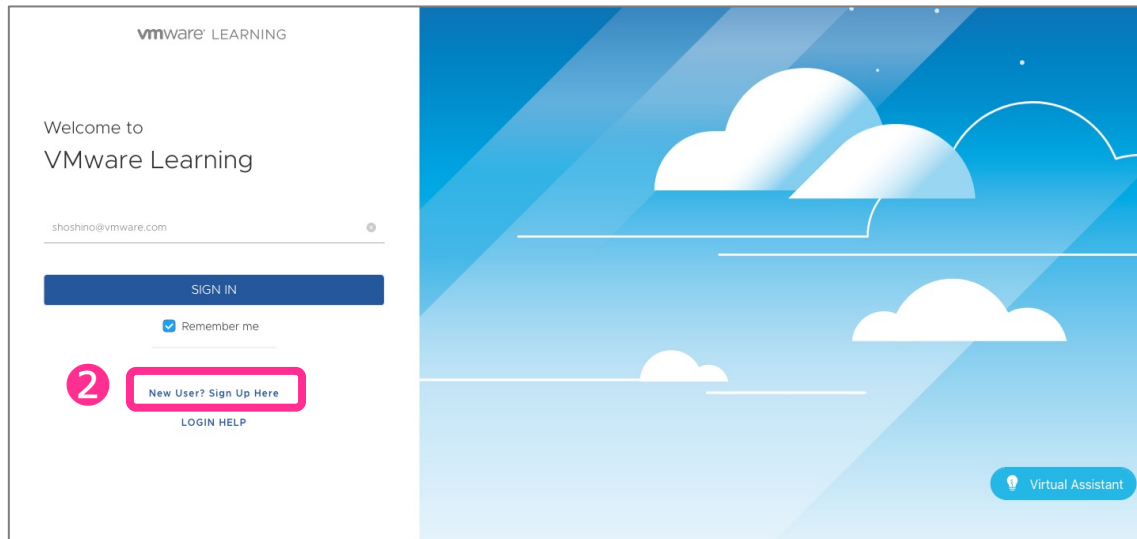 vmware LEARNING
Welcome to
VMware Learning
shoshino@vmware.com
SIGN IN
Remember me
2
New User? Sign Up Here
LOGIN HELP
Virtual Assistant